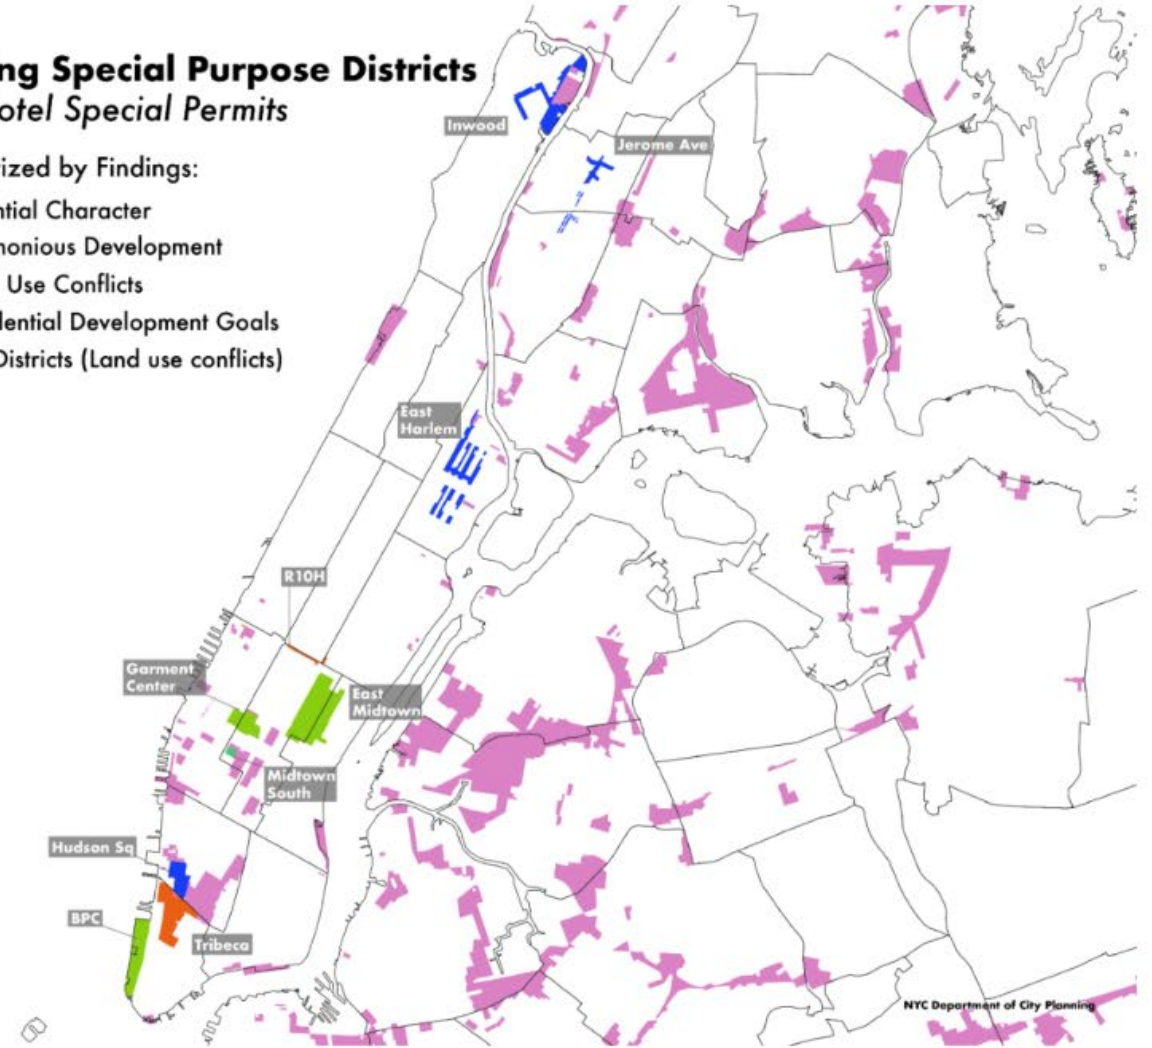 ng Special Purpose Districts
otel Special Permits
ized by Findings:
ntial Character
monious Development
Use Conflicts
dential Development Goals
Districts (Land use conflicts)
Inwood
Jerome Ave
East
Harlem
R10H
Garment
Center
East
Midtown
Midtown
South
Hudson Sq
BPC
Tribeca
NYC Department of City Planning